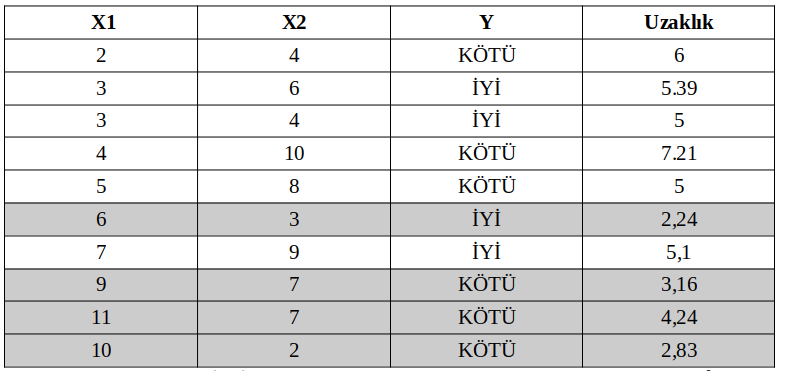 X1 X2 Y Uzaklık
2 4 KÖTÜ 6
3 6 İYİ 5.39
3 4 İYİ 5
4 10 KÖTÜ 7.21
5 8 KÖTÜ 5
6 3 İYİ 2,24
7 9 İYİ 5,1
9 7 KÖTÜ 3,16
11 7 KÖTÜ 4,24
10 2 KÖTÜ 2,83